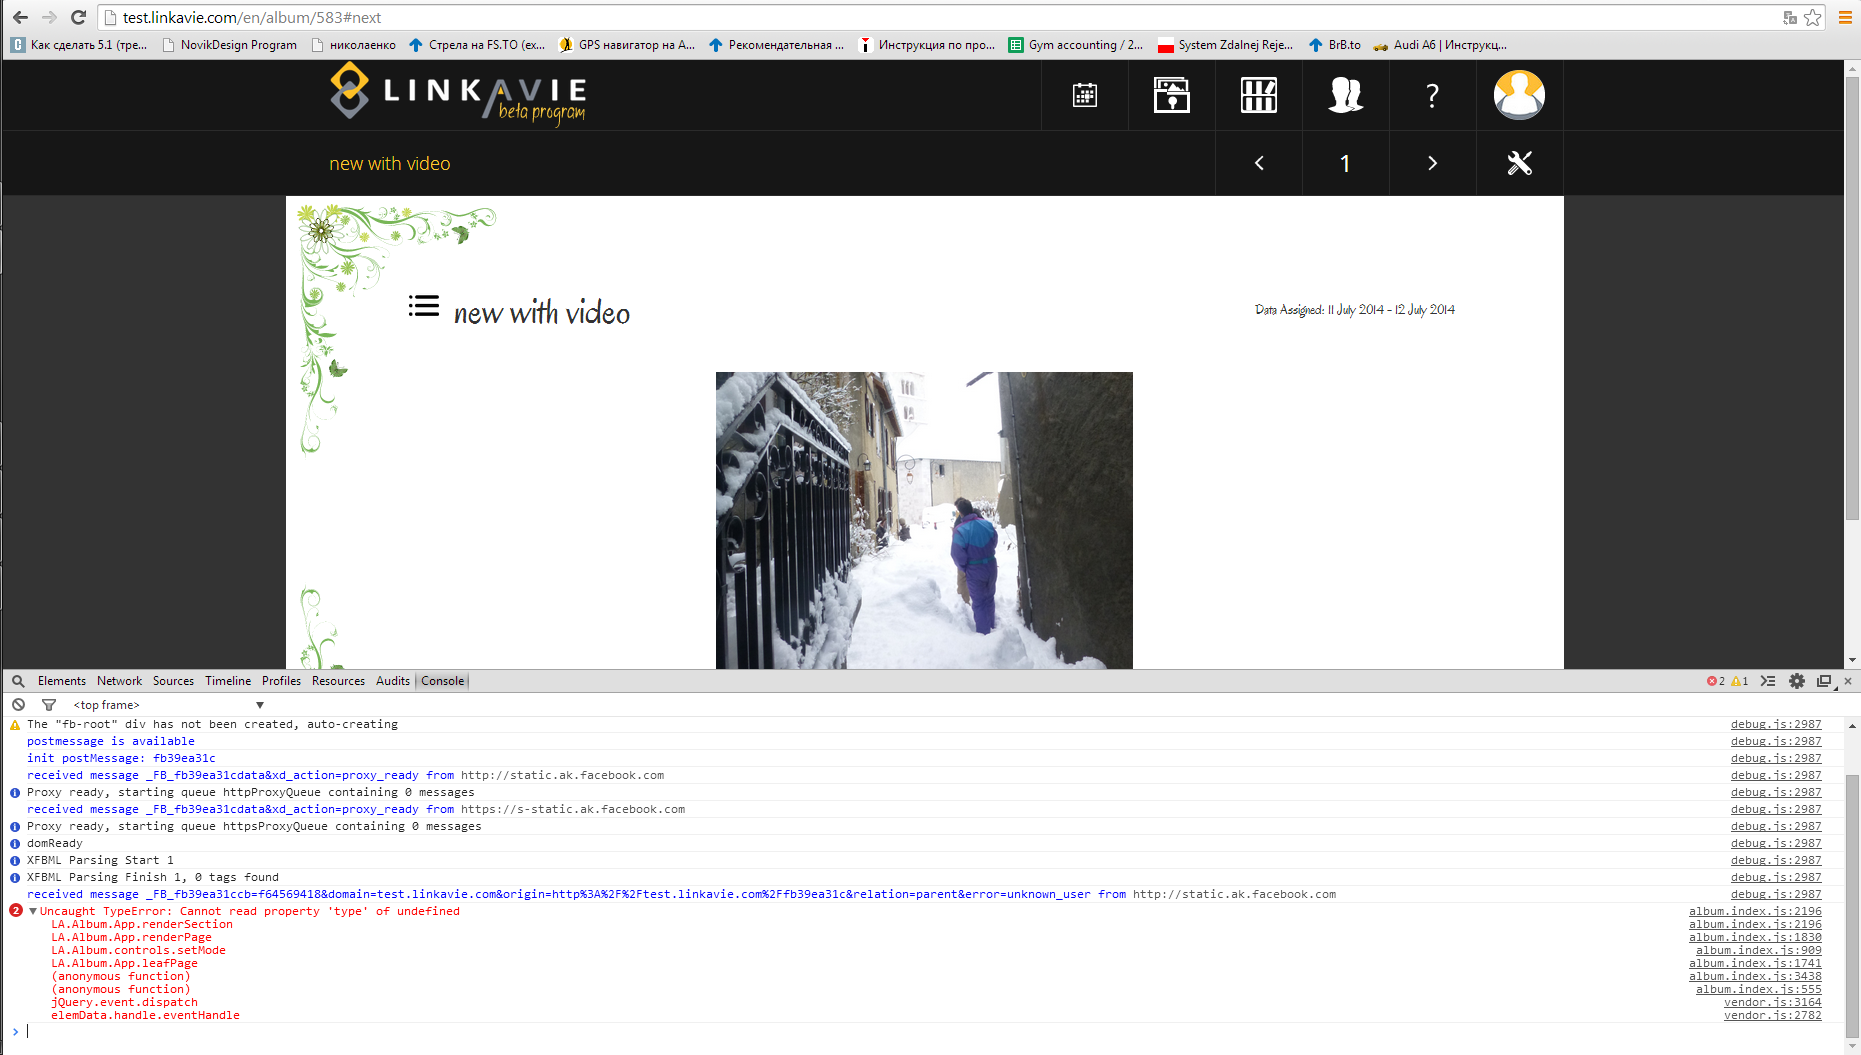 test.linkavie.com/en/album/583#next
Как сделать 5.1 (тре... NovikDesign Program николаенко Стрела на FS.TO (ex... GPS навигатор на А... Рекомендательная ... Инструкция по про... Gym accounting / 2... System Zdalnej Reje... BrB.to Audi A6 | Инструкц...
LINKAVIE
beta program
?
new with video
1
new with video
Data Assigned: 11 July 2014 - 12 July 2014
Elements Network Sources Timeline Profiles Resources Audits Console 2 1
<top frame>
The "fb-root" div has not been created, auto-creating debug.js:2987
postmessage is available debug.js:2987
init postMessage: fb39ea31c debug.js:2987
received message _FB_fb39ea31cdata&xd_action=proxy_ready from http://static.ak.facebook.com debug.js:2987
Proxy ready, starting queue httpProxyQueue containing 0 messages debug.js:2987
received message _FB_fb39ea31cdata&xd_action=proxy_ready from https://s-static.ak.facebook.com debug.js:2987
Proxy ready, starting queue httpsProxyQueue containing 0 messages debug.js:2987
domReady debug.js:2987
XFBML Parsing Start 1 debug.js:2987
XFBML Parsing Finish 1, 0 tags found debug.js:2987
received message _FB_fb39ea31ccb=f64569418&domain=test.linkavie.com&origin=http%3A%2F%2Ftest.linkavie.com%2Ffb39ea31c&relation=parent&error=unknown_user from http://static.ak.facebook.com debug.js:2987
2 Uncaught TypeError: Cannot read property 'type' of undefined album.index.js:2196
LA.Album.App.renderSection album.index.js:2196
LA.Album.App.renderPage album.index.js:1830
LA.Album.controls.setMode album.index.js:909
LA.Album.App.leafPage album.index.js:1741
(anonymous function) album.index.js:3438
(anonymous function) album.index.js:555
jQuery.event.dispatch vendor.js:3164
elemData.handle.eventHandle vendor.js:2782